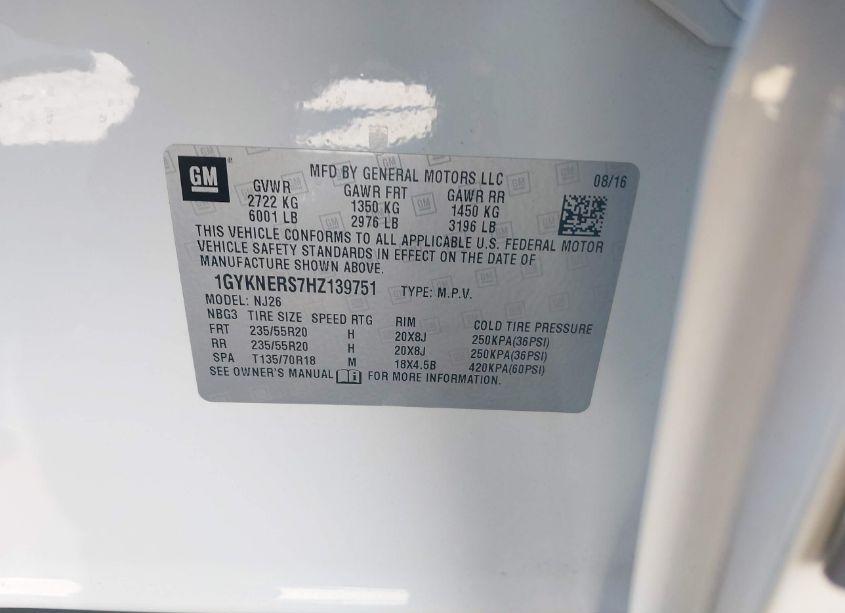 GM
MFD BY GENERAL MOTORS LLC 08/16
GVWR GAWR FRT GAWR RR
2722 KG 1350 KG 1450 KG
6001 LB 2976 LB 3196 LB
THIS VEHICLE CONFORMS TO ALL APPLICABLE U.S. FEDERAL MOTOR
VEHICLE SAFETY STANDARDS IN EFFECT ON THE DATE OF
MANUFACTURE SHOWN ABOVE.
1GYKNERS7HZ139751 TYPE: M.P.V.
MODEL: NJ26
NBG3 TIRE SIZE SPEED RTG RIM COLD TIRE PRESSURE
FRT 235/55R20 H 20X8J 250KPA(36PSI)
RR 235/55R20 H 20X8J 250KPA(36PSI)
SPA T135/70R18 M 18X4.5B 420KPA(60PSI)
SEE OWNER'S MANUAL FOR MORE INFORMATION.